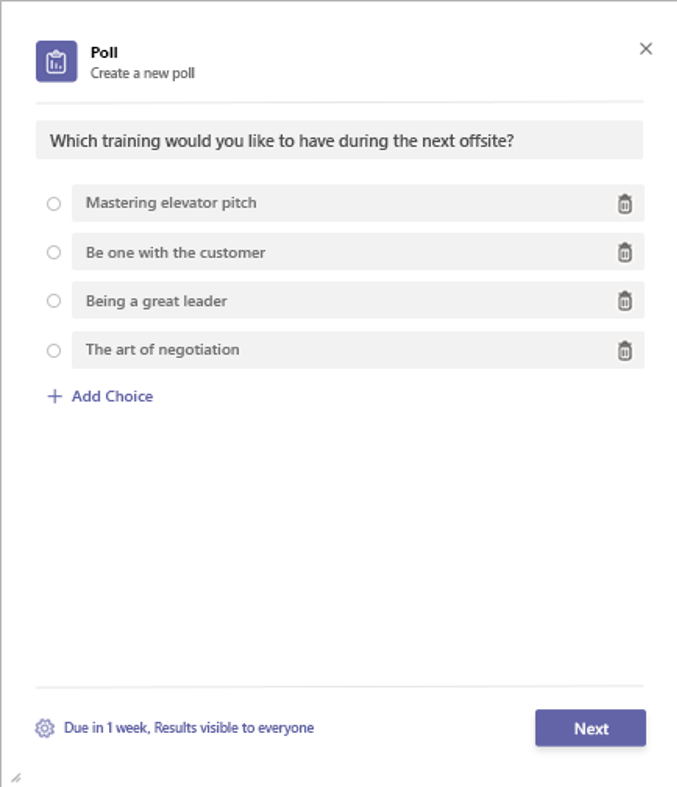 Poll
Create a new poll
Which training would you like to have during the next offsite?
Mastering elevator pitch
Be one with the customer
Being a great leader
The art of negotiation
+ Add Choice
Due in 1 week, Results visible to everyone
Next